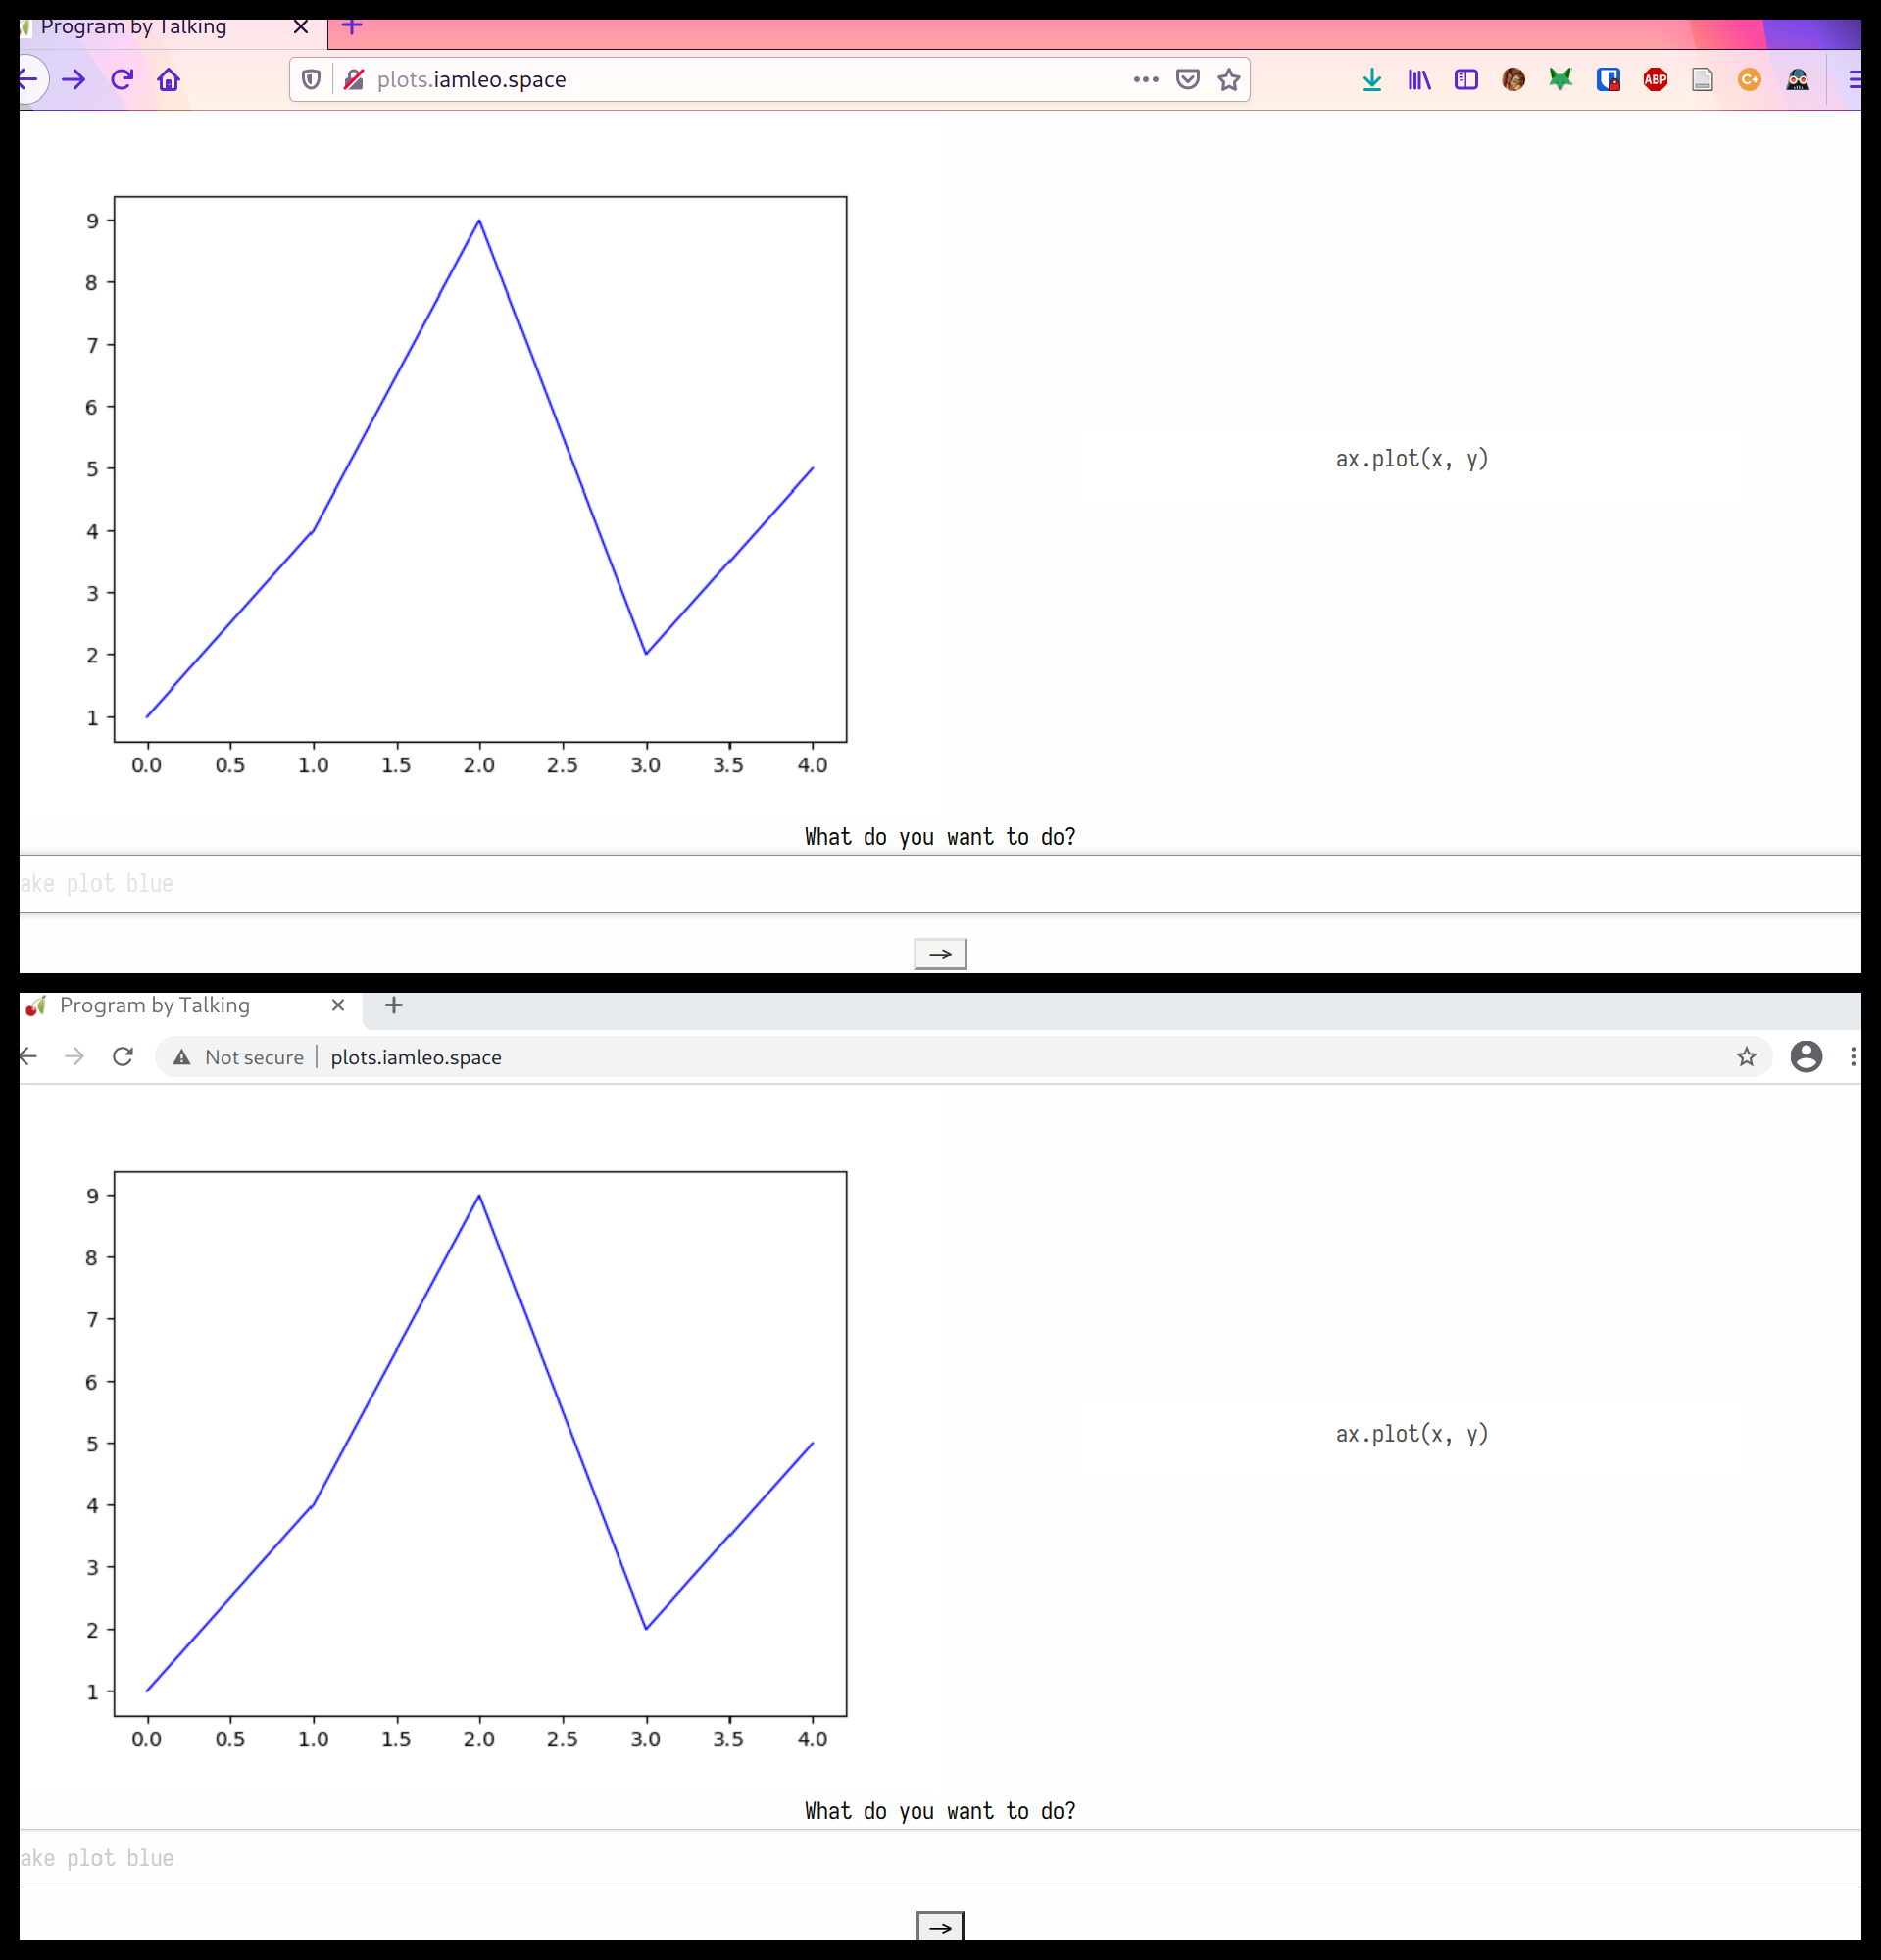 Program by Talking
plots.iamleo.space
ABP
C+
9
8
7
6
5
4
3
2
1
0.0 0.5 1.0 1.5 2.0 2.5 3.0 3.5 4.0
ax.plot(x, y)
What do you want to do?
ake plot blue
→
Program by Talking
Not secure | plots.iamleo.space
9
8
7
6
5
4
3
2
1
0.0 0.5 1.0 1.5 2.0 2.5 3.0 3.5 4.0
ax.plot(x, y)
What do you want to do?
ake plot blue
→